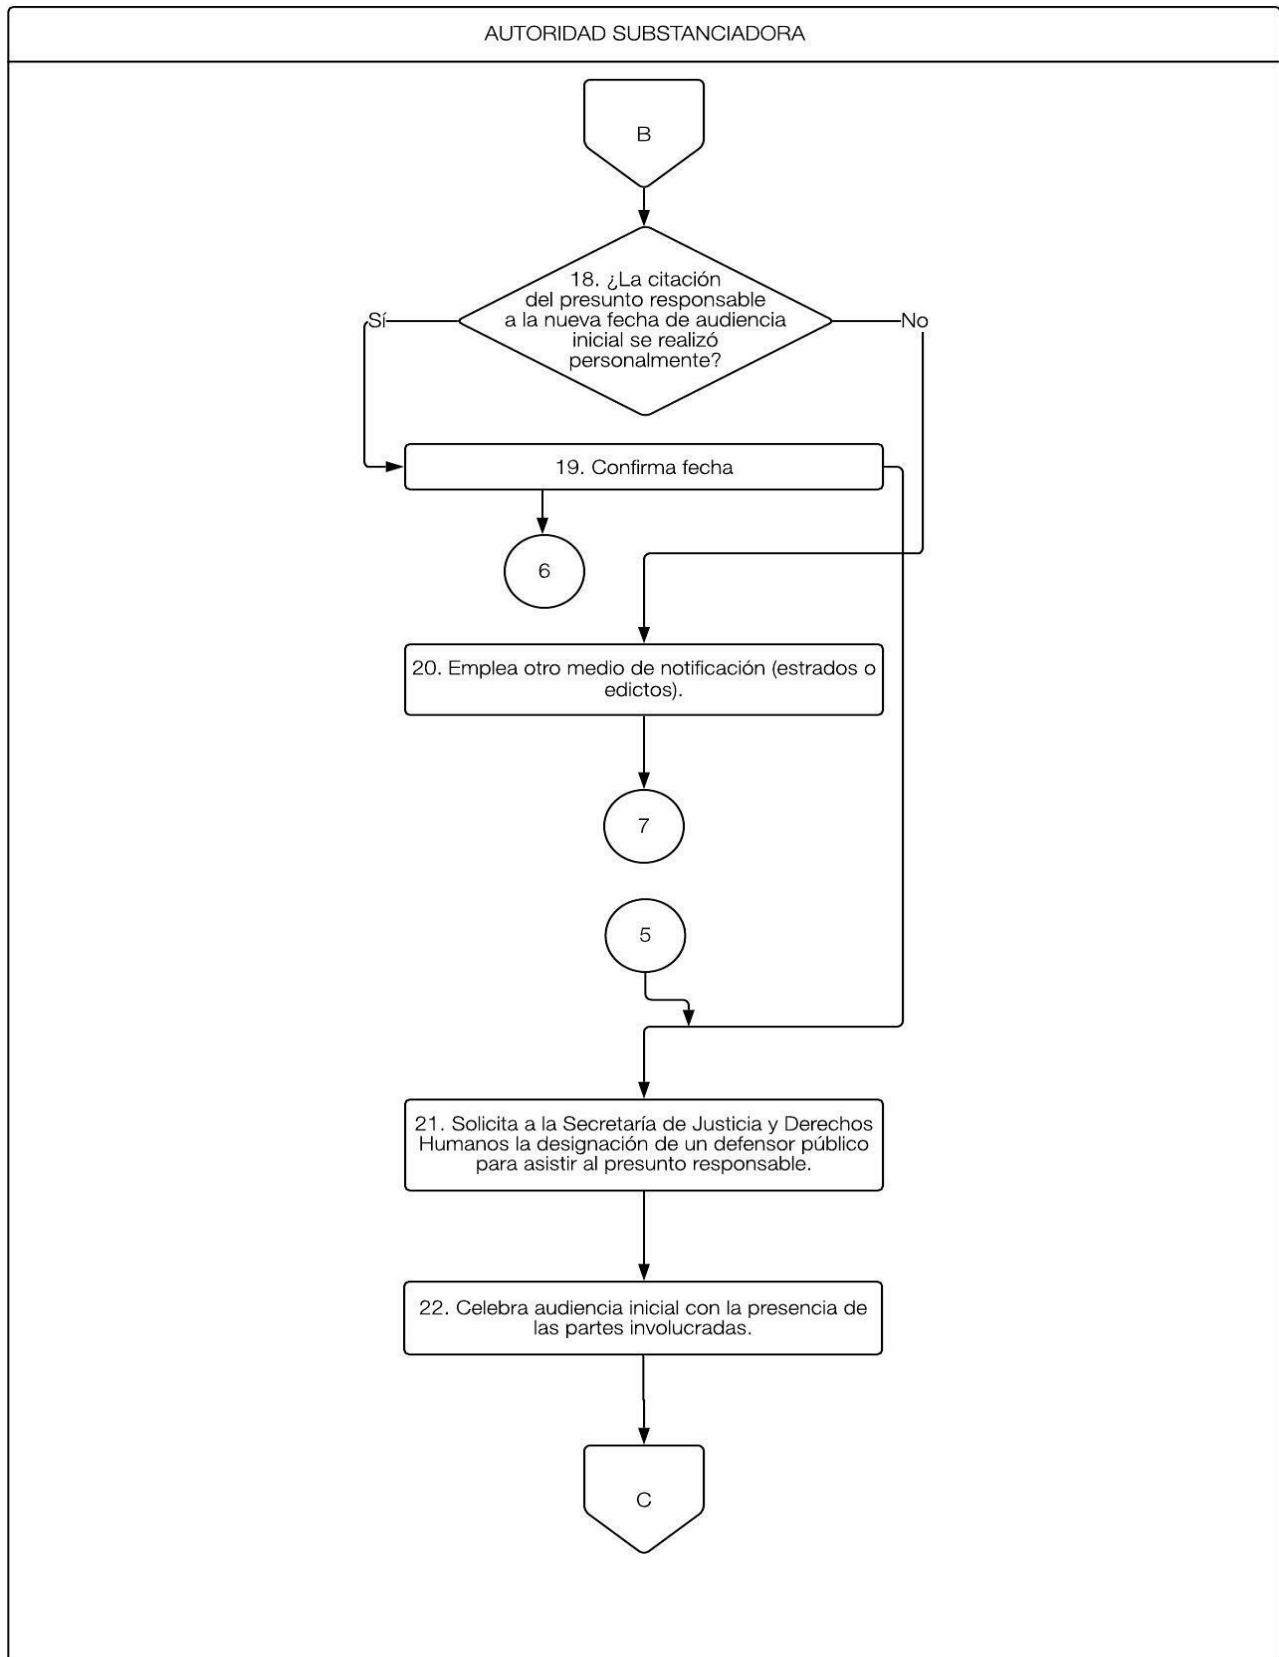 AUTORIDAD SUBSTANCIADORA
B
18. ¿La citación
del presunto responsable
a la nueva fecha de audiencia
inicial se realizó
personalmente?
Sí
No
19. Confirma fecha
6
20. Emplea otro medio de notificación (estrados o
edictos).
7
5
21. Solicita a la Secretaría de Justicia y Derechos
Humanos la designación de un defensor público
para asistir al presunto responsable.
22. Celebra audiencia inicial con la presencia de
las partes involucradas.
C